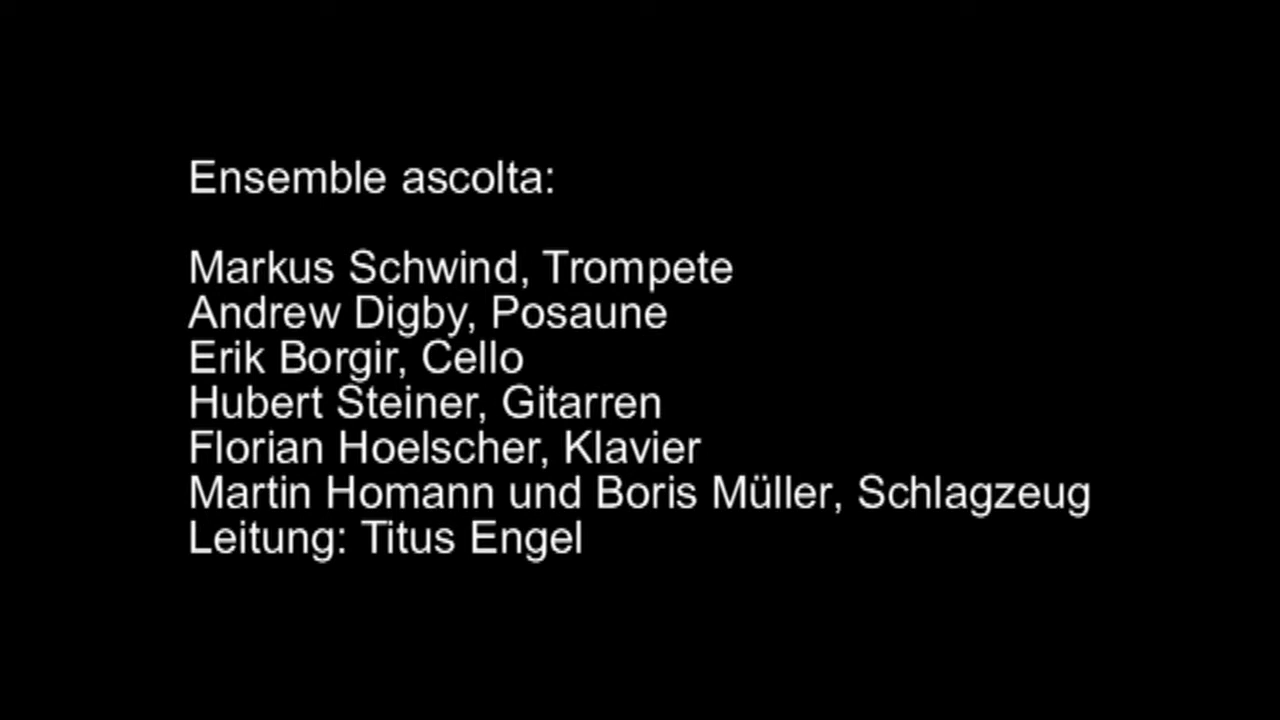 Ensemble ascolta:
Markus Schwind, Trompete
Andrew Digby, Posaune
Erik Borgir, Cello
Hubert Steiner, Gitarren
Florian Hoelscher, Klavier
Martin Homann und Boris Müller, Schlagzeug
Leitung: Titus Engel